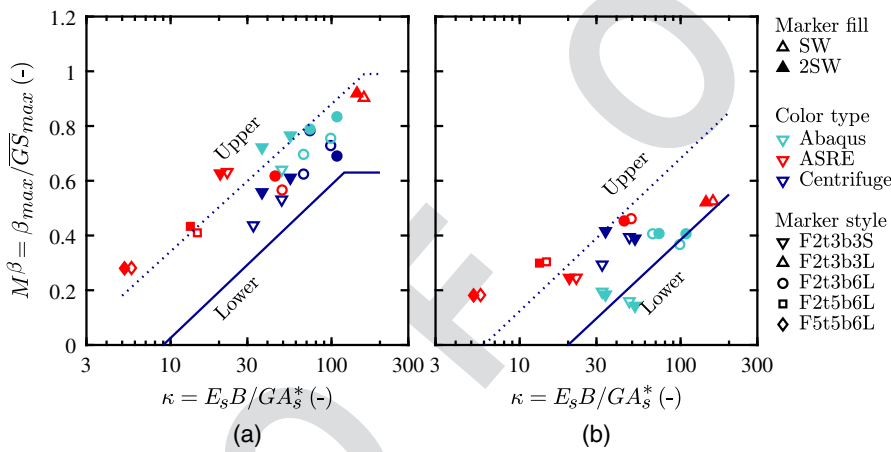 1.2
1
0.8
0.6
0.4
0.2
0
M^β = β_max/\overline{GS}_max (-)
Upper
Lower
3 10 30 100 300
κ = E_sB/GA_s^* (-)
(a)
Upper
Lower
3 10 30 100 300
κ = E_sB/GA_s^* (-)
(b)
Marker fill
SW
2SW
Color type
Abaqus
ASRE
Centrifuge
Marker style
F2t3b3S
F2t3b3L
F2t3b6L
F2t5b6L
F5t5b6L
O F O